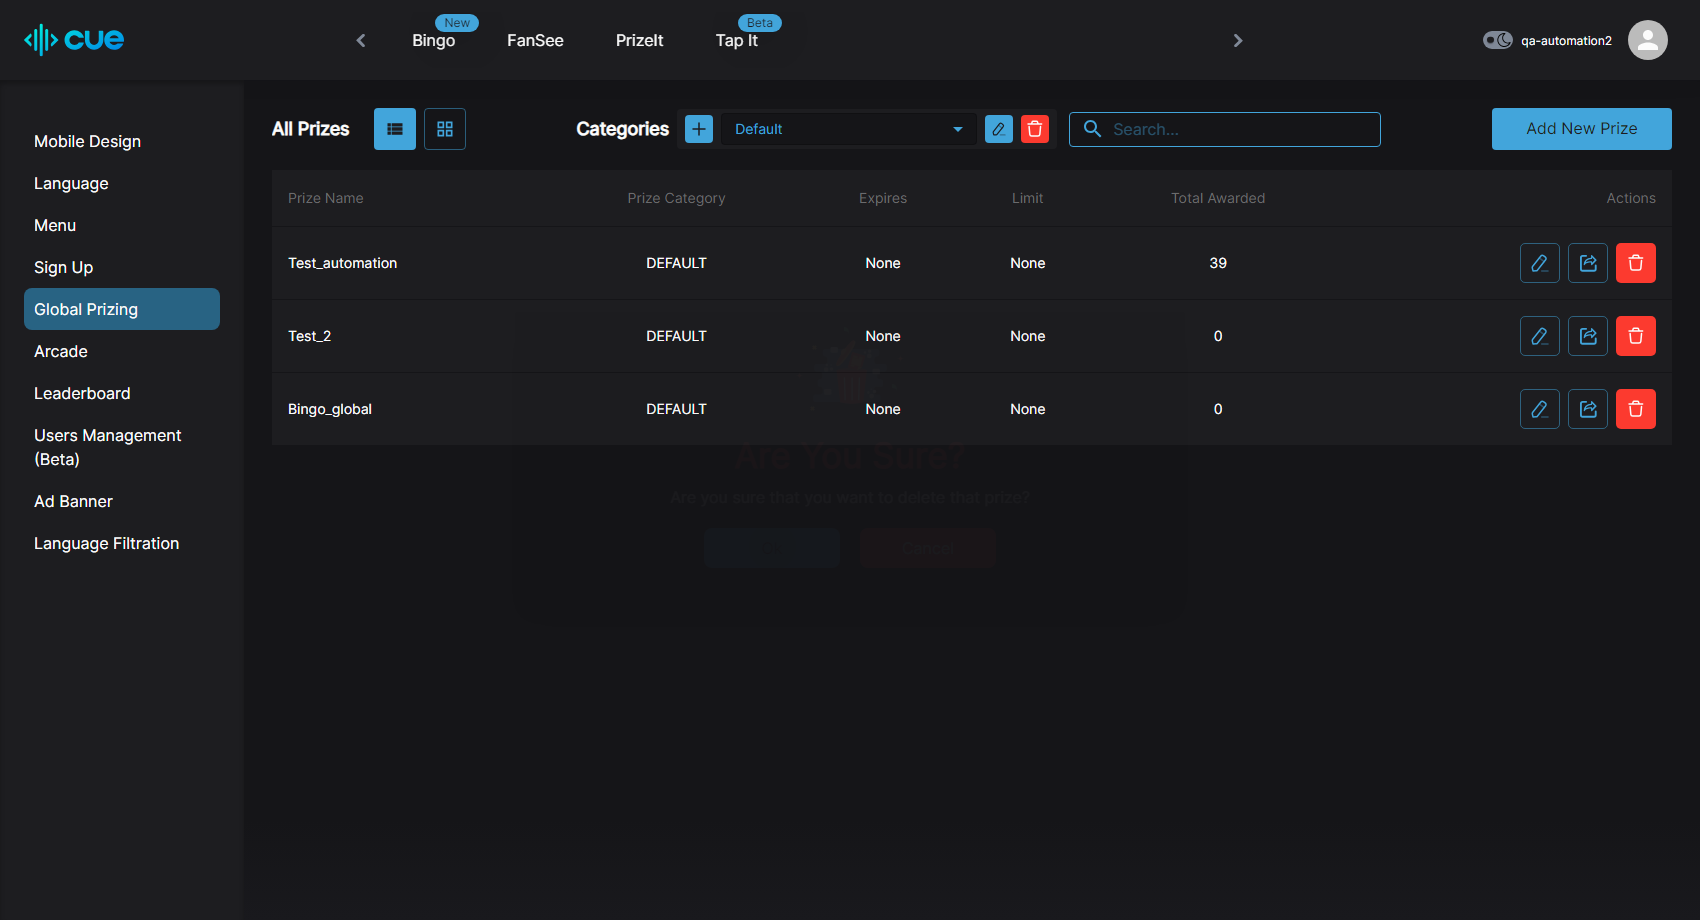 cue
New
Bingo
FanSee
PrizeIt
Beta
Tap It
qa-automation2
Mobile Design
Language
Menu
Sign Up
Global Prizing
Arcade
Leaderboard
Users Management
(Beta)
Ad Banner
Language Filtration
All Prizes
Categories
Default
Search...
Add New Prize
Prize Name Prize Category Expires Limit Total Awarded Actions
Test_automation DEFAULT None None 39
Test_2 DEFAULT None None 0
Bingo_global DEFAULT None None 0
Are You Sure?
Are you sure that you want to delete that prize?
Cancel